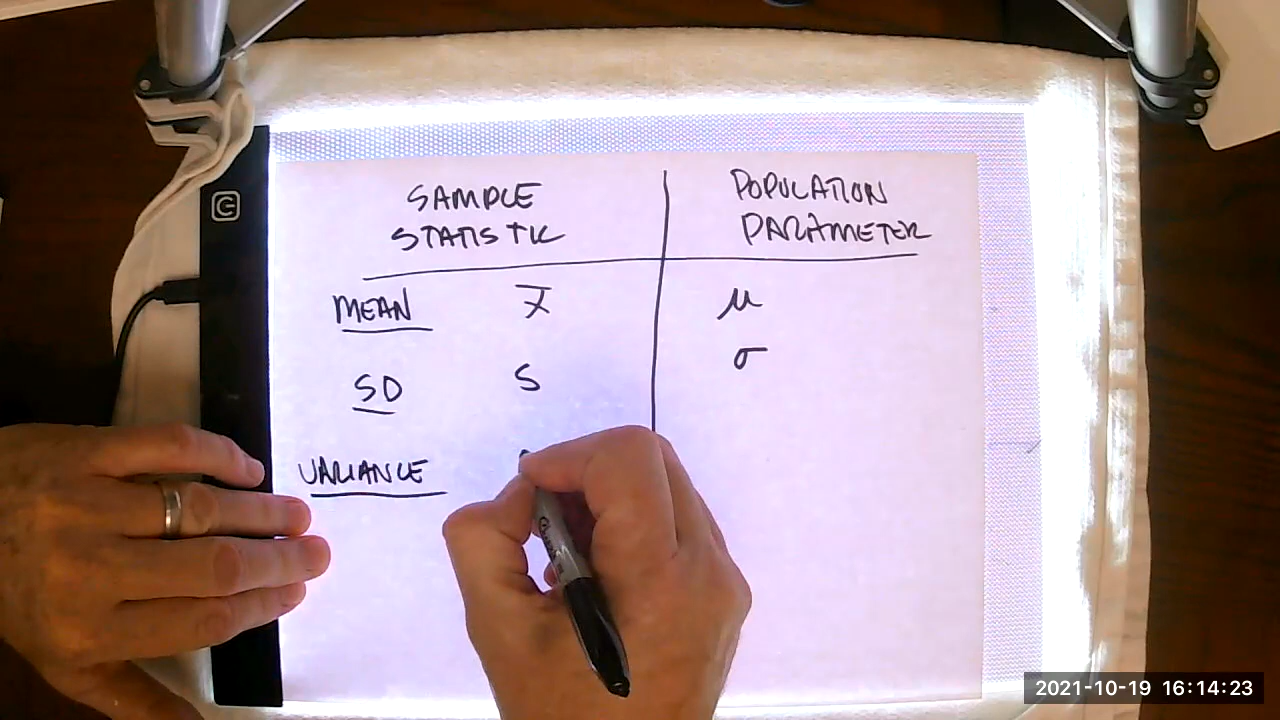 SAMPLE
STATISTIC
POPULATION
PARAMETER
MEAN x̄ μ
SD s σ
VARIANCE
2021-10-19 16:14:23